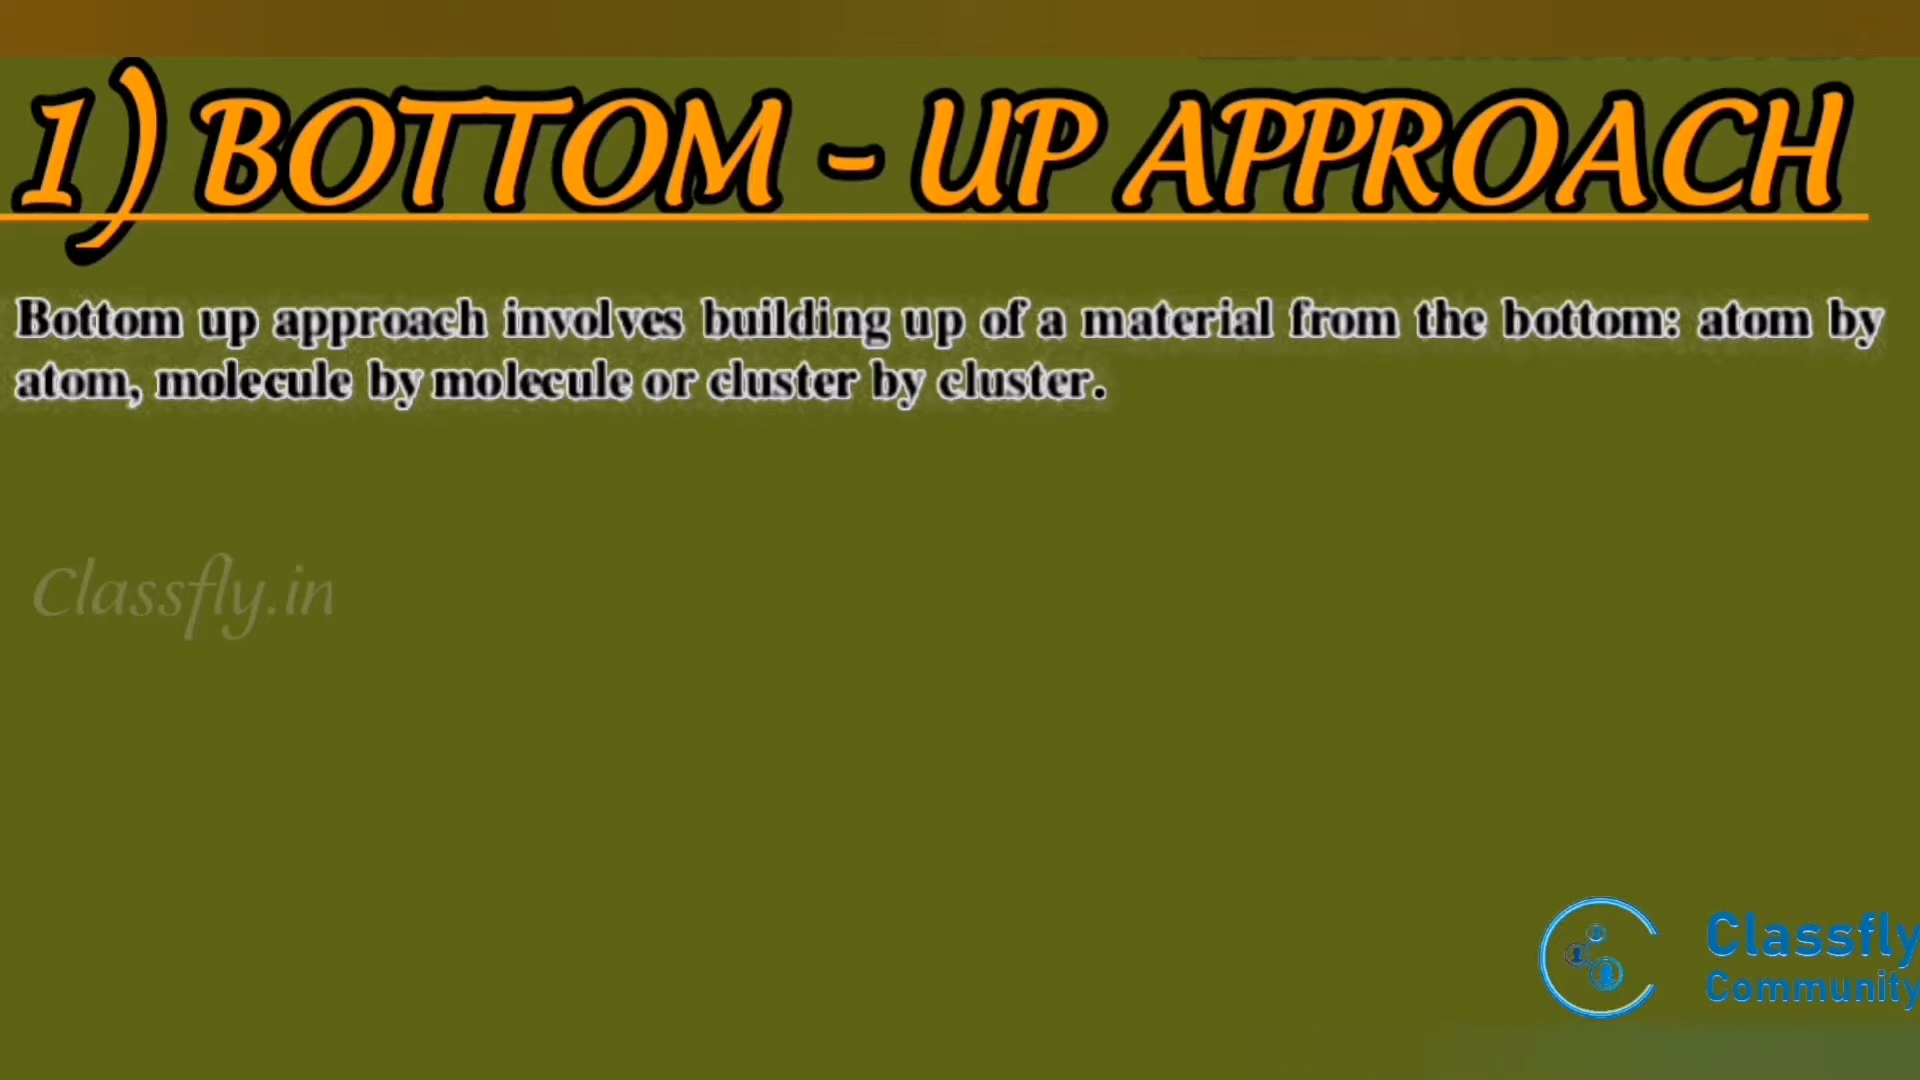 1) BOTTOM - UP APPROACH
Bottom up approach involves building up of a material from the bottom: atom by
atom, molecule by molecule or cluster by cluster.
Classfly.in
Classfly
Community